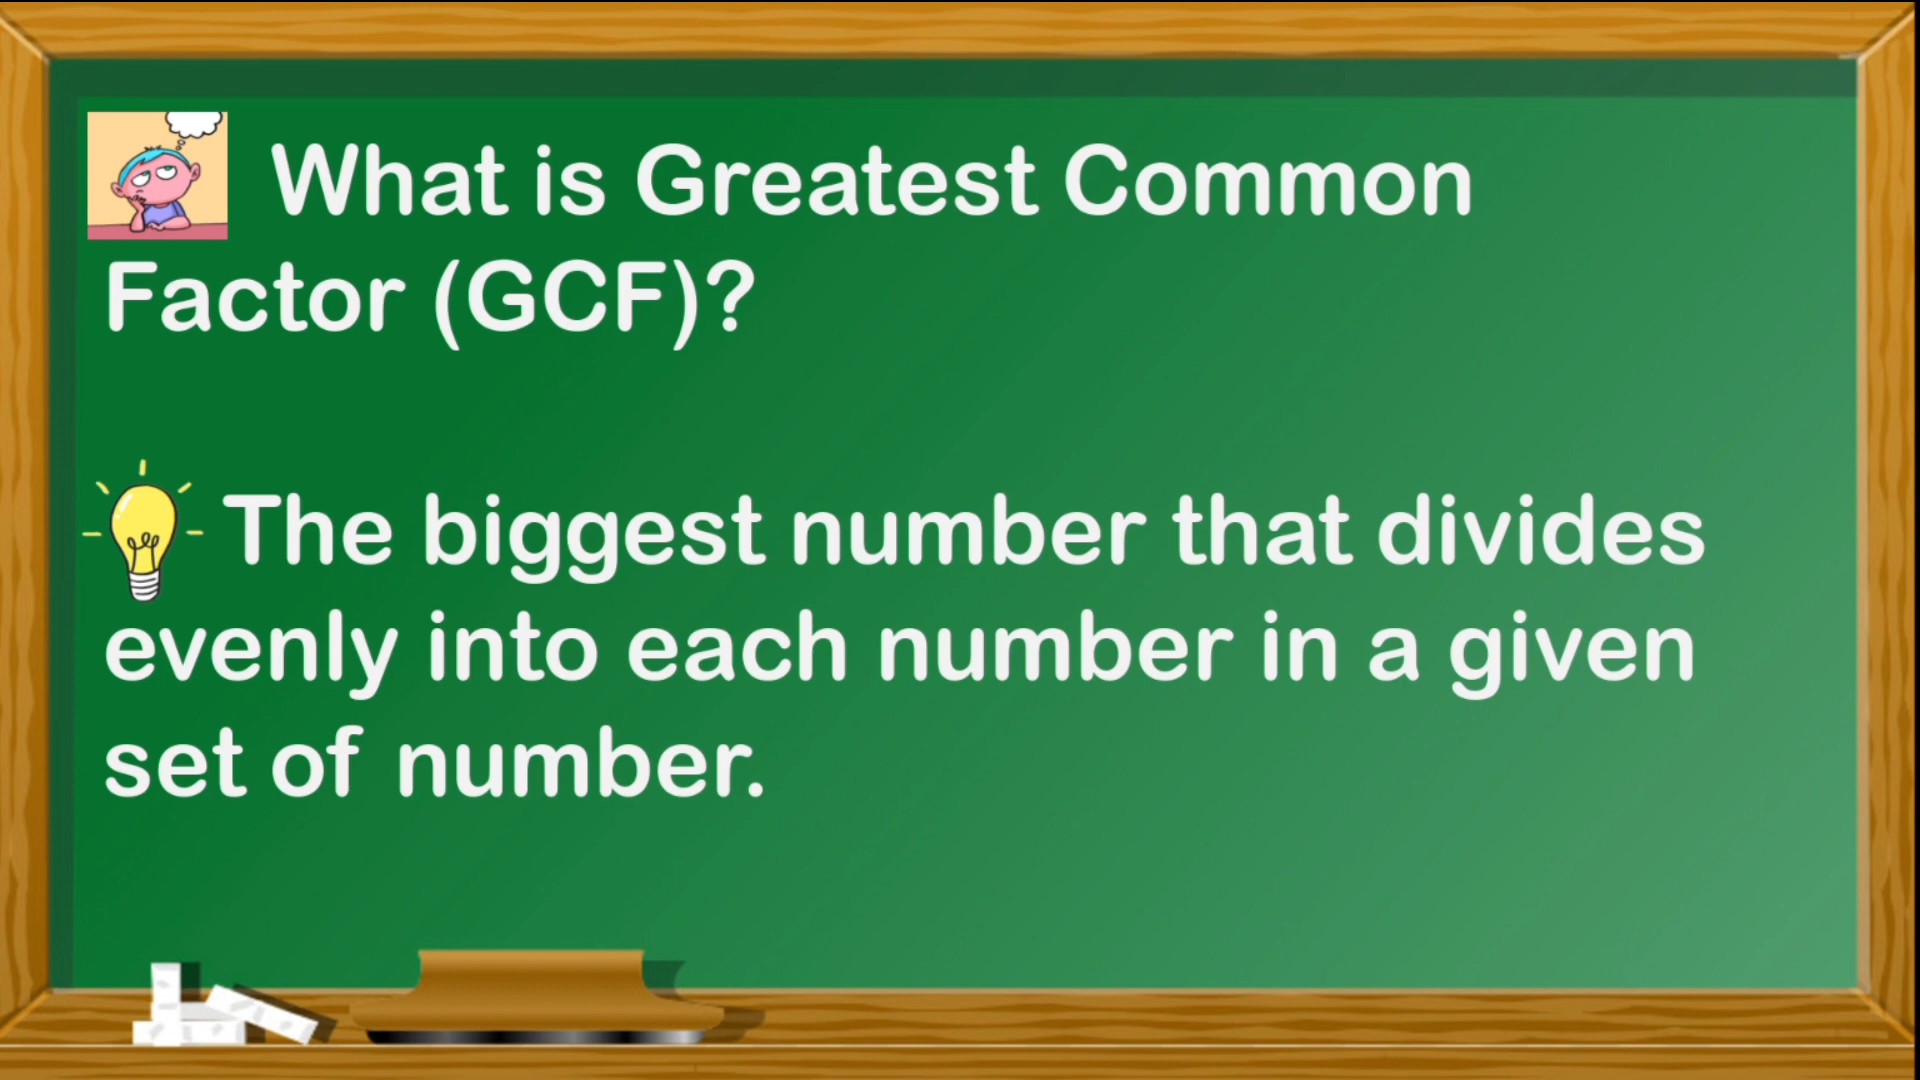 What is Greatest Common
Factor (GCF)?
The biggest number that divides
evenly into each number in a given
set of number.